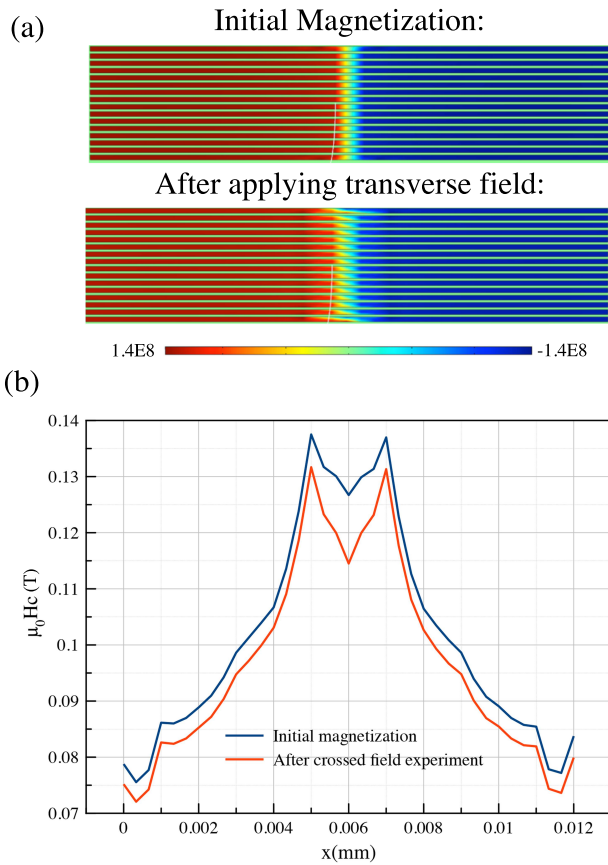 (a)
Initial Magnetization:
After applying transverse field:
1.4E8
-1.4E8
(b)
0.14
0.13
0.12
0.11
0.1
0.09
0.08
0.07
μ0Hc (T)
Initial magnetization
After crossed field experiment
0
0.002
0.004
0.006
0.008
0.01
0.012
x(mm)